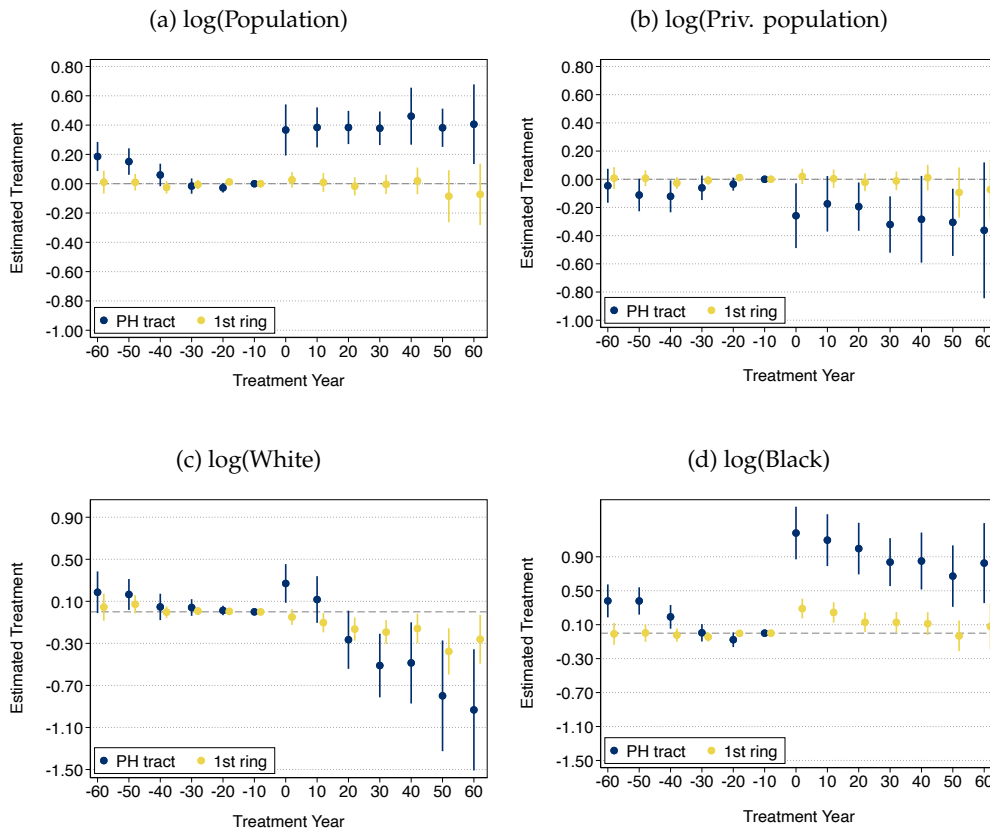 (a) log(Population)
0.80
0.60
0.40
0.20
0.00
-0.20
-0.40
-0.60
-0.80
-1.00
Estimated Treatment
PH tract 1st ring
-60 -50 -40 -30 -20 -10 0 10 20 30 40 50 60
Treatment Year
(b) log(Priv. population)
0.80
0.60
0.40
0.20
0.00
-0.20
-0.40
-0.60
-0.80
-1.00
Estimated Treatment
PH tract 1st ring
-60 -50 -40 -30 -20 -10 0 10 20 30 40 50 60
Treatment Year
(c) log(White)
0.90
0.50
0.10
-0.30
-0.70
-1.10
-1.50
Estimated Treatment
PH tract 1st ring
-60 -50 -40 -30 -20 -10 0 10 20 30 40 50 60
Treatment Year
(d) log(Black)
0.90
0.50
0.10
-0.30
-0.70
-1.10
-1.50
Estimated Treatment
PH tract 1st ring
-60 -50 -40 -30 -20 -10 0 10 20 30 40 50 60
Treatment Year